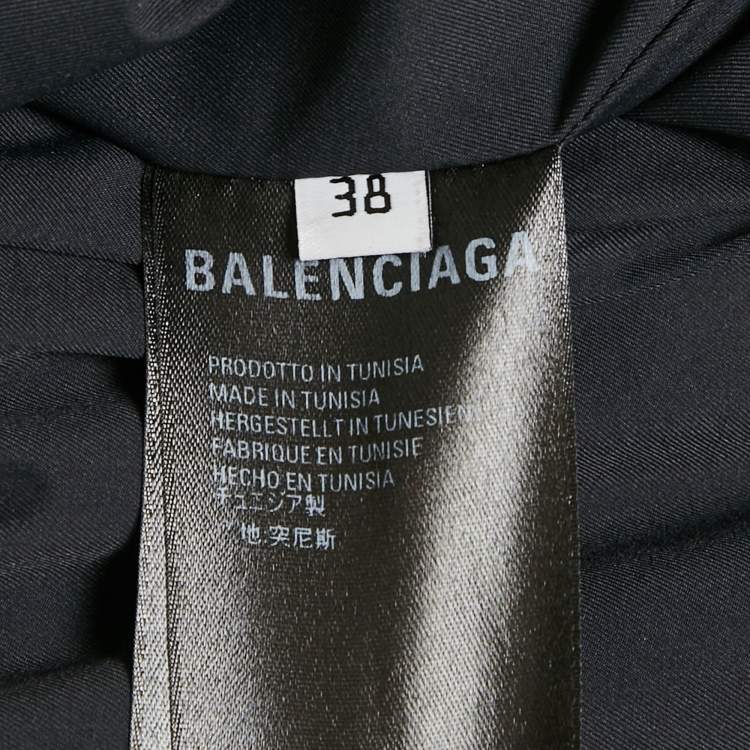 38
BALENCIAGA
PRODOTTO IN TUNISIA
MADE IN TUNISIA
HERGESTELLT IN TUNESIEN
FABRIQUE EN TUNISIE
HECHO EN TUNISIA
チュニジア製
地:突尼斯